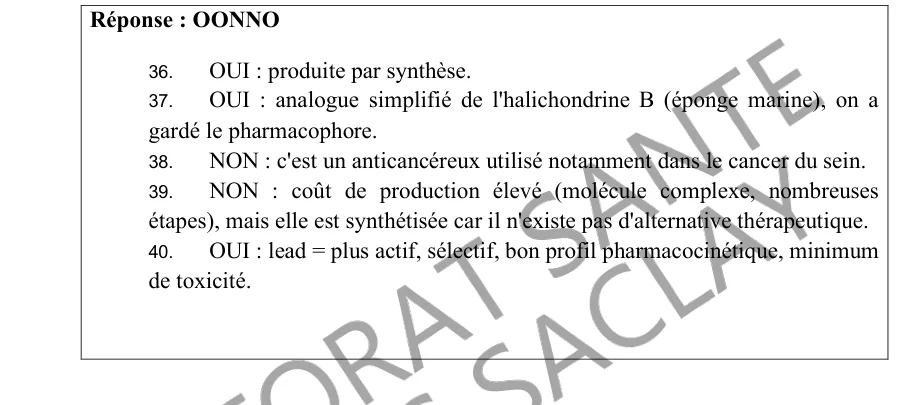 Réponse : OONNO
36. OUI : produite par synthèse.
37. OUI : analogue simplifié de l'halichondrine B (éponge marine), on a
gardé le pharmacophore.
38. NON : c'est un anticancéreux utilisé notamment dans le cancer du sein.
39. NON : coût de production élevé (molécule complexe, nombreuses
étapes), mais elle est synthétisée car il n'existe pas d'alternative thérapeutique.
40. OUI : lead = plus actif, sélectif, bon profil pharmacocinétique, minimum
de toxicité.
ORAT SANTE
SACLAY